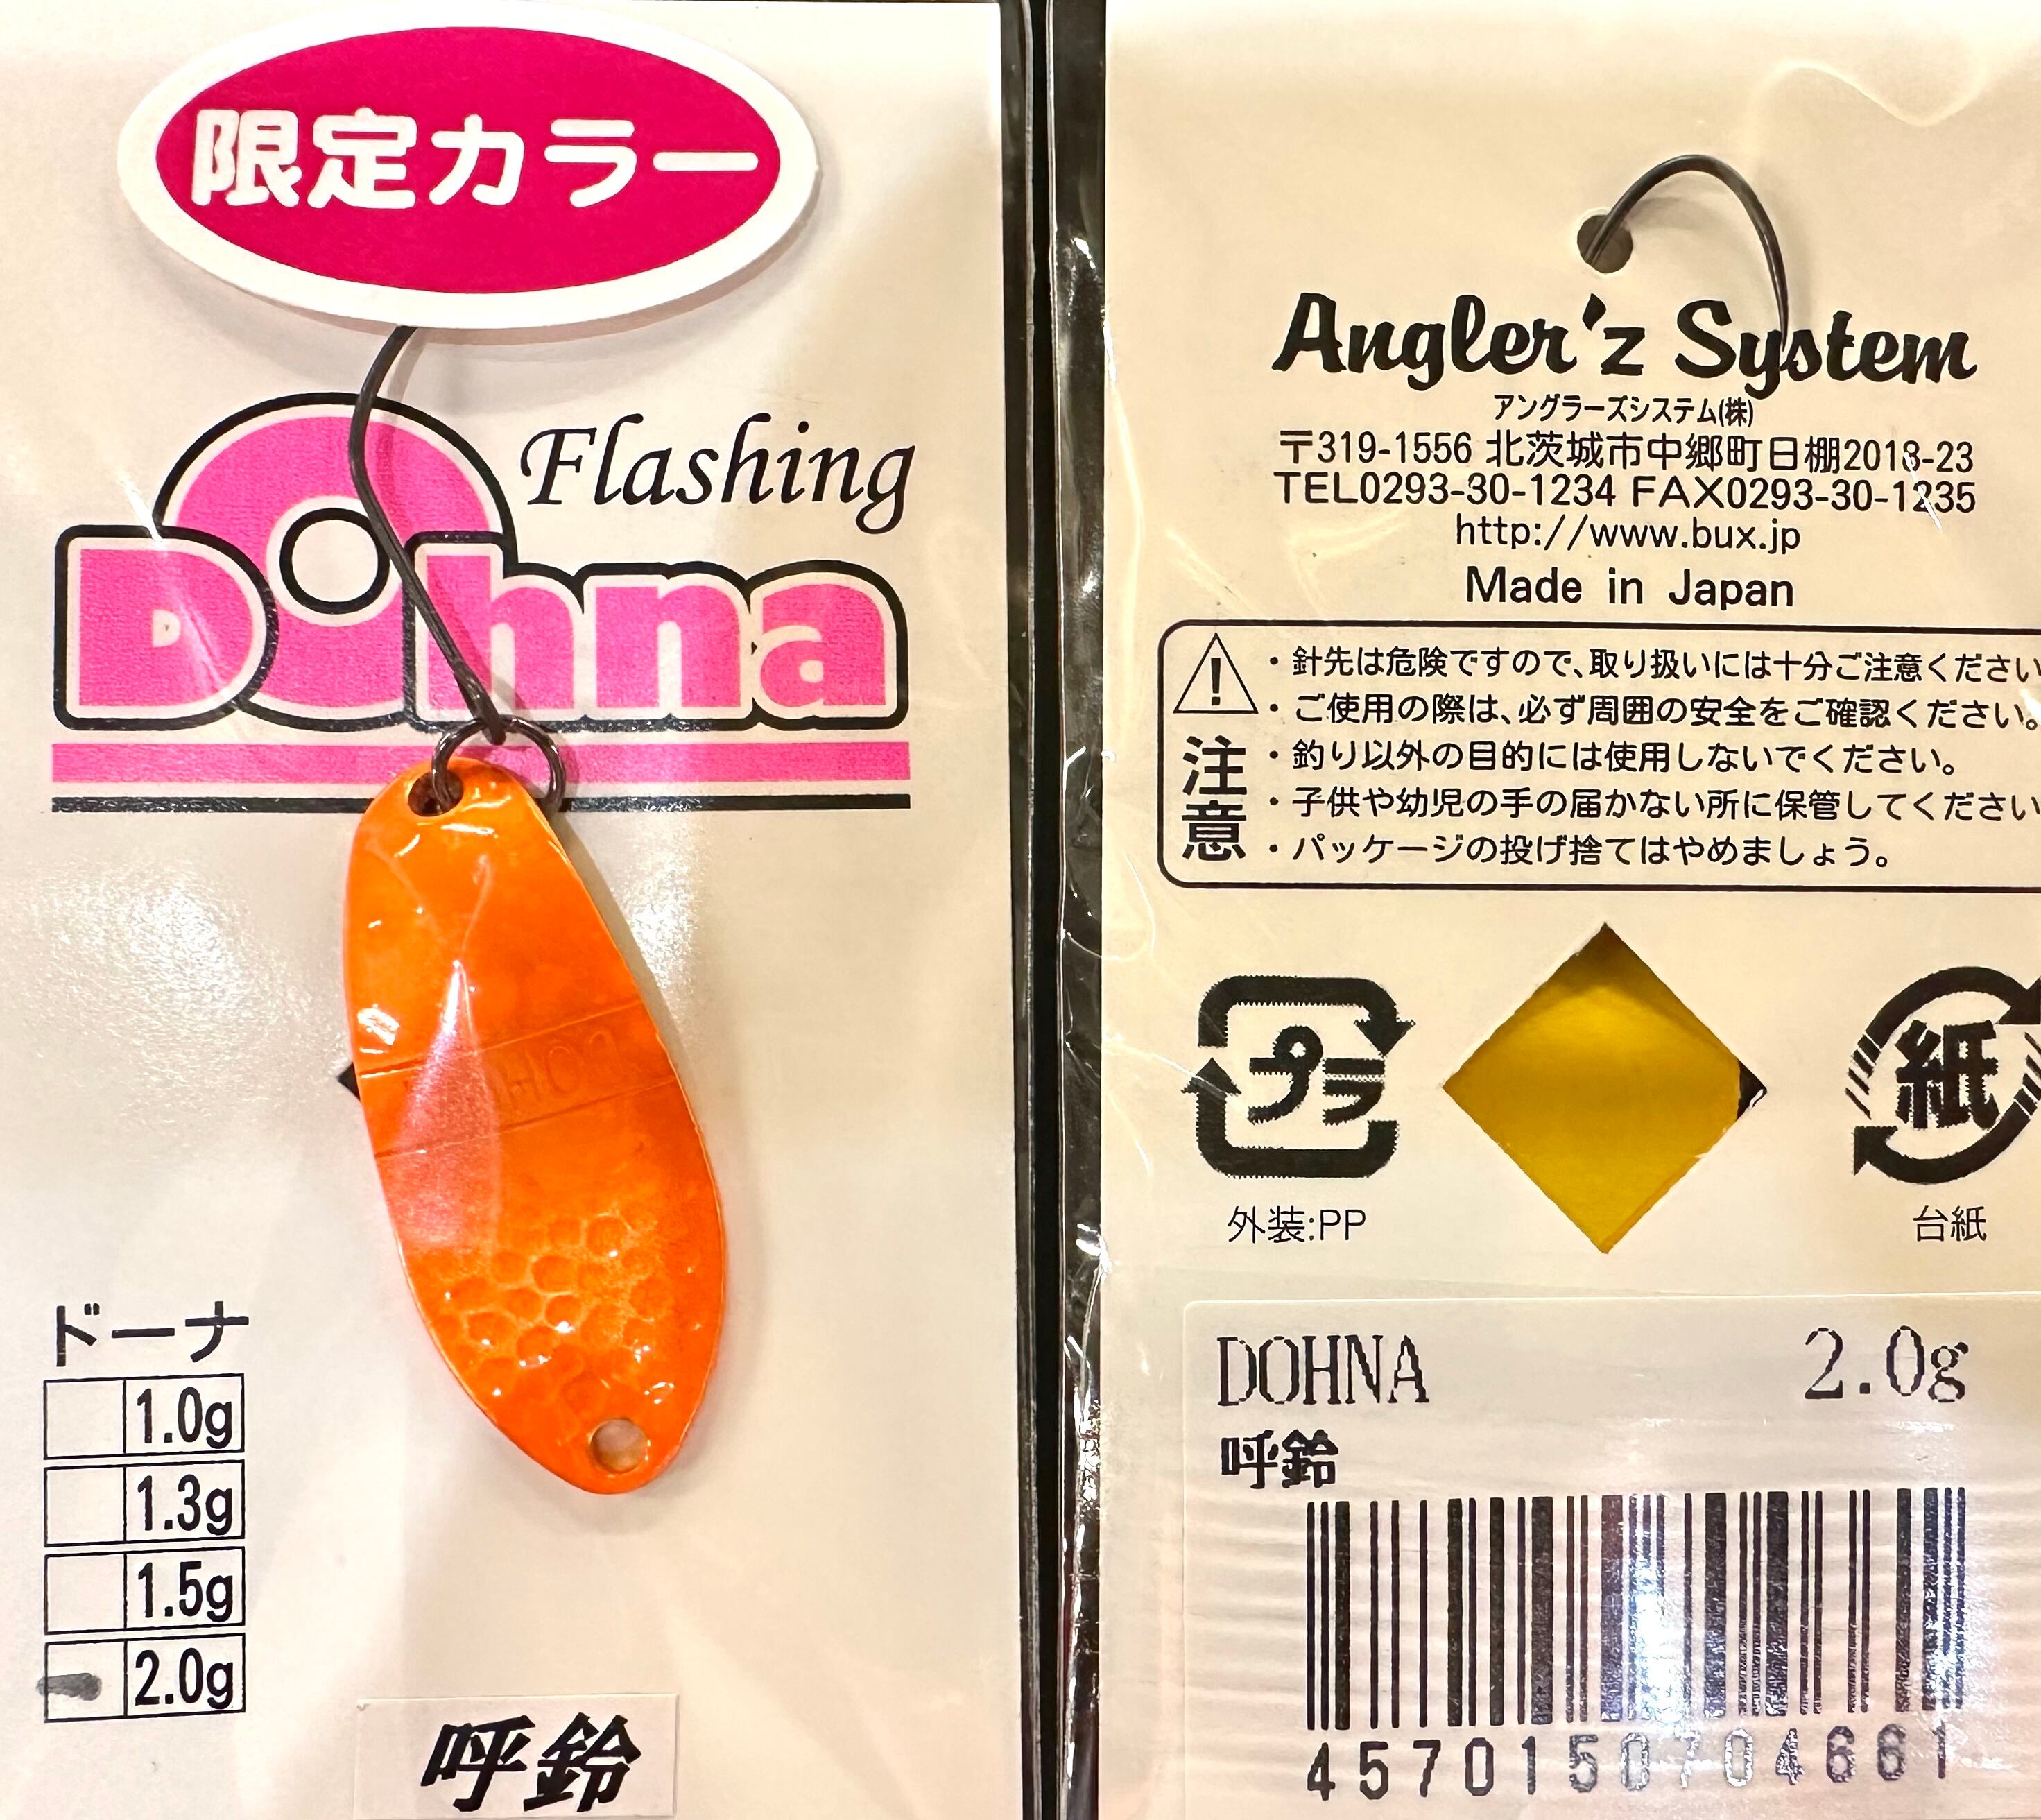 限定カラー
Flashing
Dohna
ドーナ
1.0g
1.3g
1.5g
2.0g
呼鈴
Angler'z System
アングラーズシステム(株)
〒319-1556 北茨城市中郷町日棚2018-23
TEL0293-30-1234 FAX0293-30-1235
http://www.bux.jp
Made in Japan
注意
・針先は危険ですので、取り扱いには十分ご注意ください
・ご使用の際は、必ず周囲の安全をご確認ください。
・釣り以外の目的には使用しないでください。
・子供や幼児の手の届かない所に保管してください
・パッケージの投げ捨てはやめましょう。
プラ
外装:PP
紙
台紙
DOHNA 2.0g
呼鈴
4570150704661